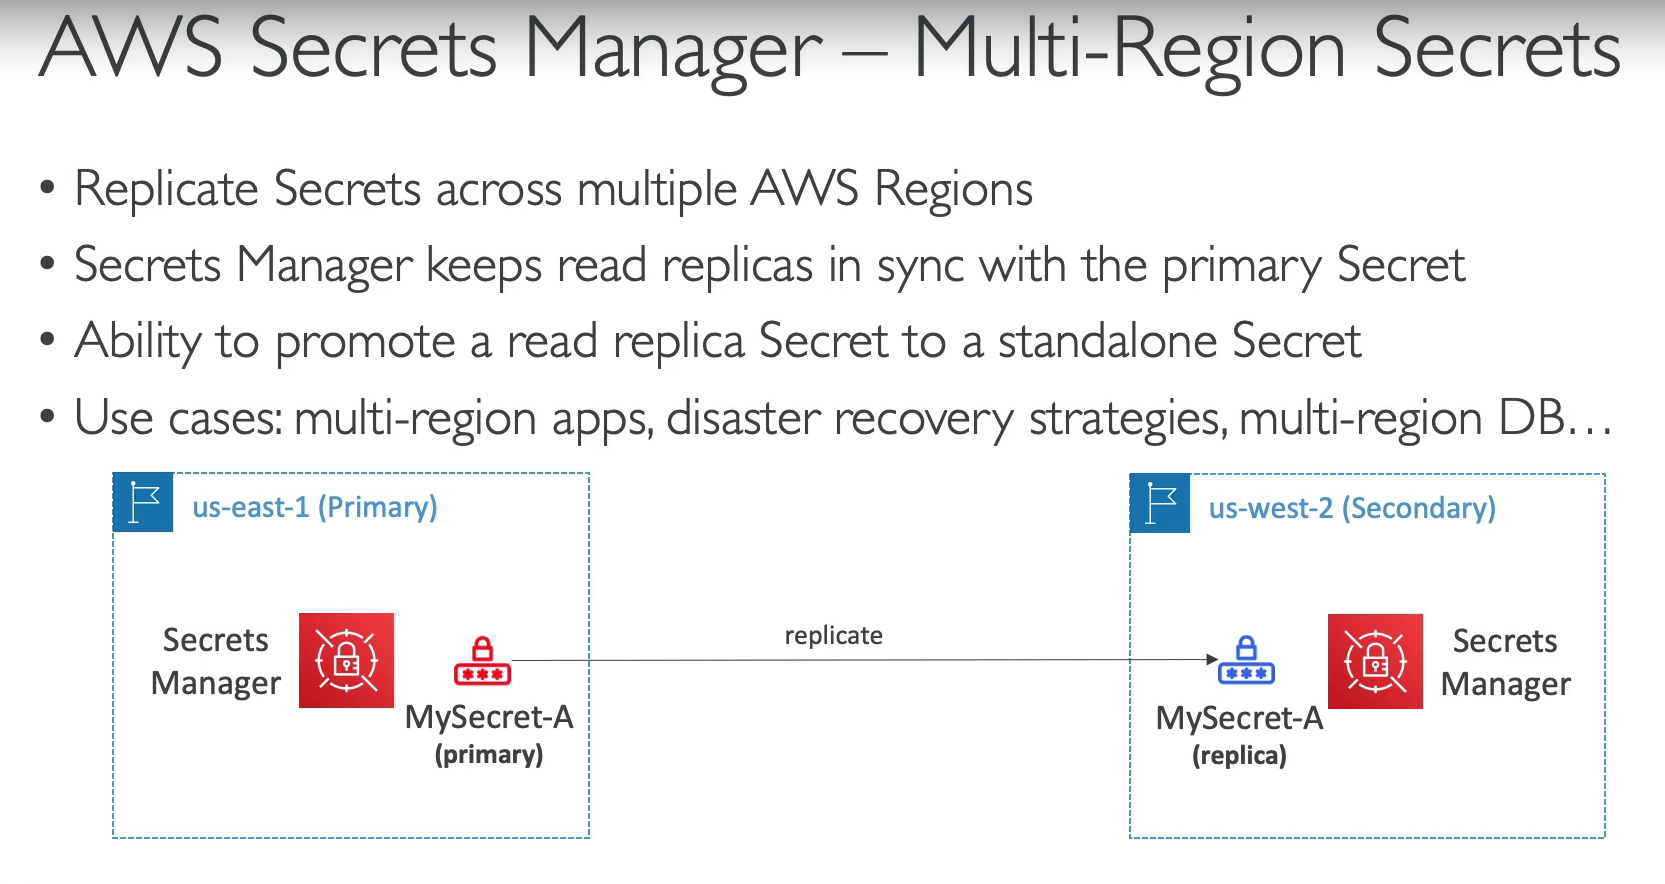 AWS Secrets Manager – Multi-Region Secrets
• Replicate Secrets across multiple AWS Regions
• Secrets Manager keeps read replicas in sync with the primary Secret
• Ability to promote a read replica Secret to a standalone Secret
• Use cases: multi-region apps, disaster recovery strategies, multi-region DB…
us-east-1 (Primary)
Secrets
Manager
***
MySecret-A
(primary)
replicate
us-west-2 (Secondary)
***
MySecret-A
(replica)
Secrets
Manager